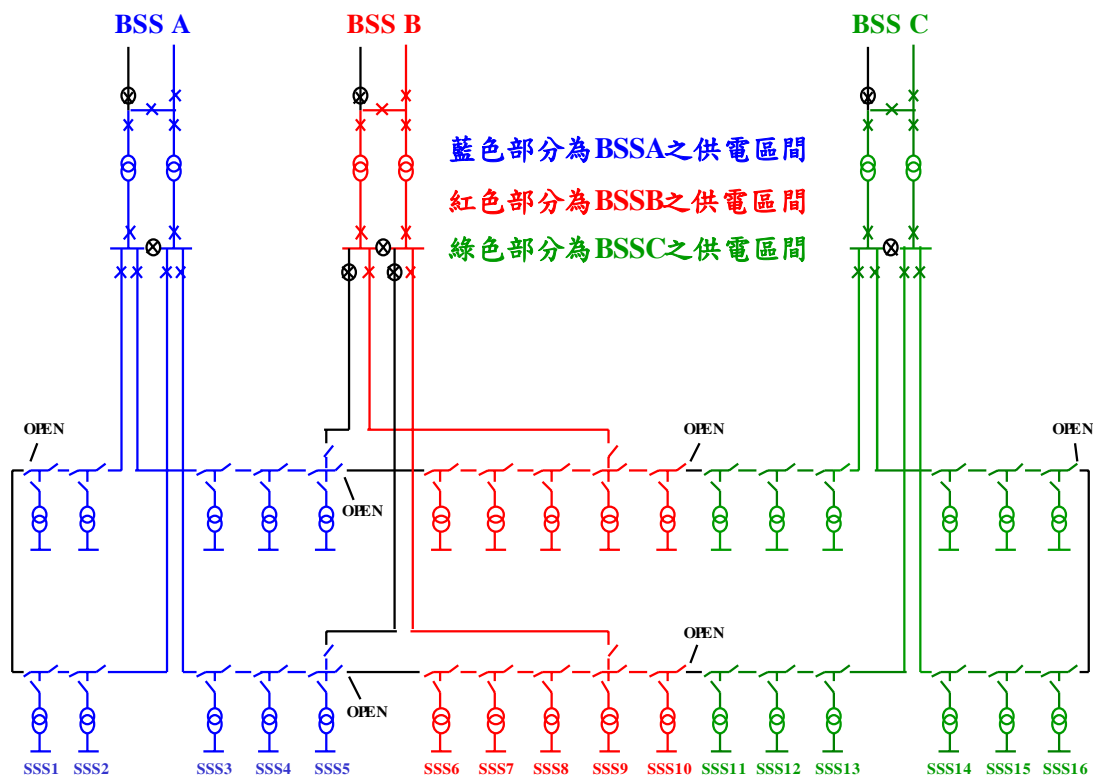 BSS A
BSS B
BSS C
藍色部分為BSSA之供電區間
紅色部分為BSSB之供電區間
綠色部分為BSSC之供電區間
OPEN
OPEN
OPEN
OPEN
OPEN
OPEN
SSS1 SSS2 SSS3 SSS4 SSS5 SSS6 SSS7 SSS8 SSS9 SSS10 SSS11 SSS12 SSS13 SSS14 SSS15 SSS16